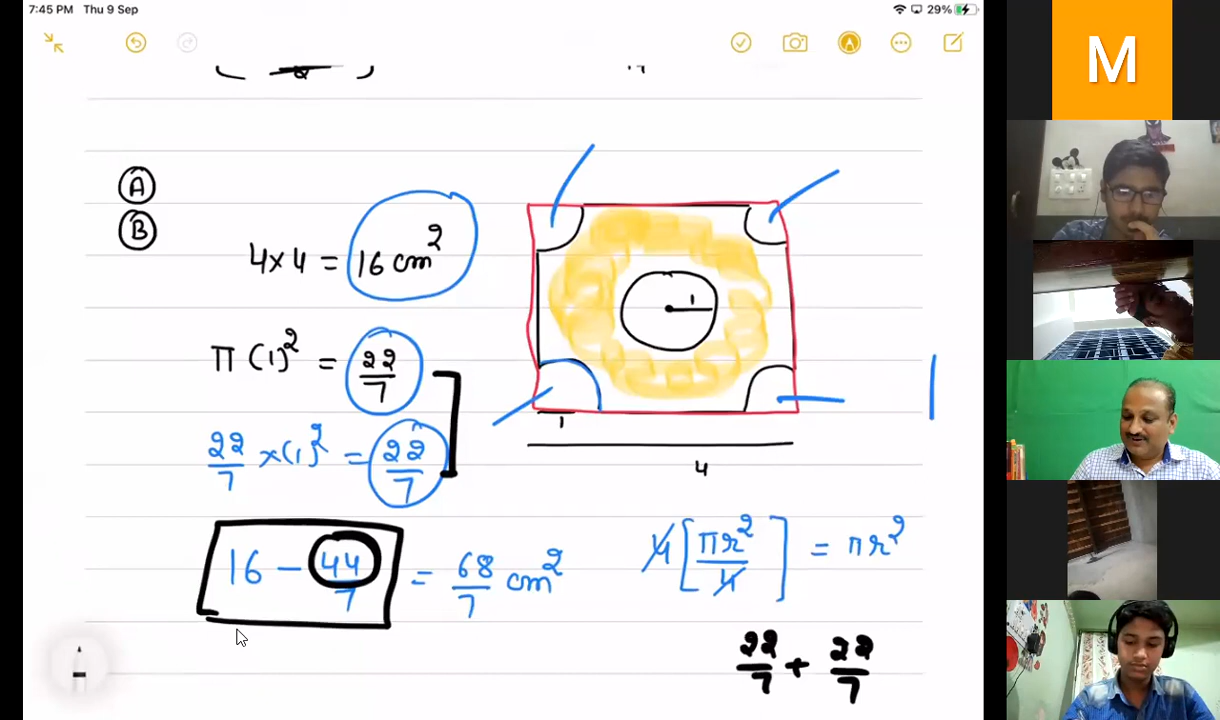 7:45 PM Thu 9 Sep
29%
M
A
B
4×4 = 16 cm²
π (1)² = 22/7
22/7 ×(1)² = 22/7
1
1
4
16 − 44/7 = 68/7 cm²
4[πr²/4] = πr²
22/7 + 22/7